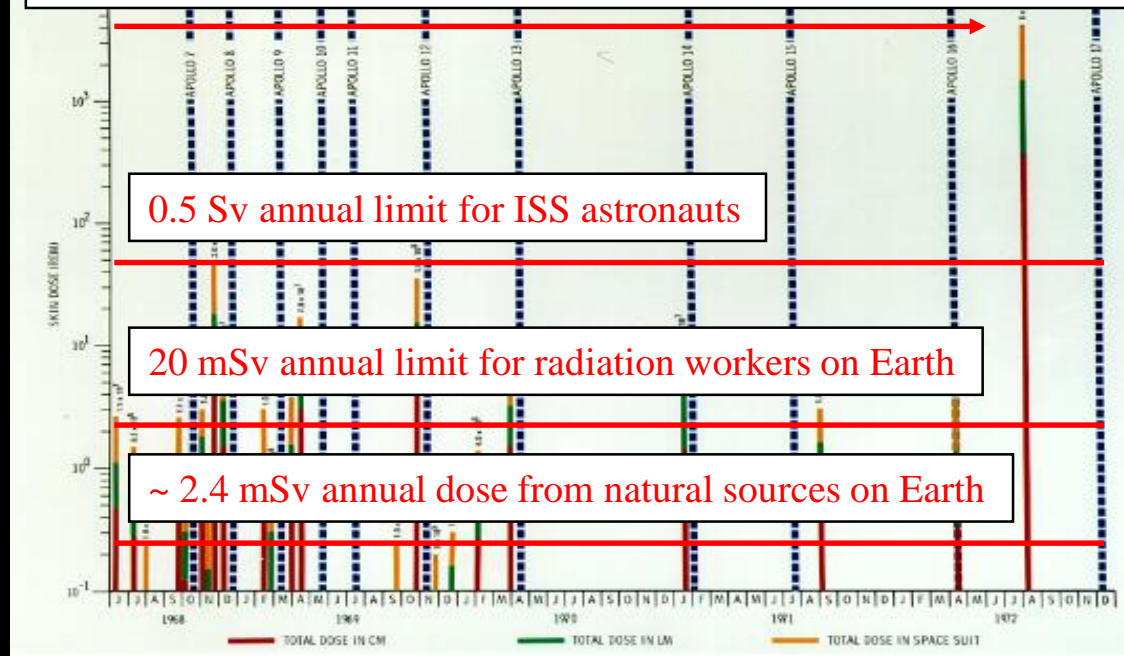 APOLLO 7
APOLLO 8
APOLLO 9
APOLLO 10
APOLLO 11
APOLLO 12
APOLLO 13
APOLLO 14
APOLLO 15
APOLLO 16
APOLLO 17
10³
0.5 Sv annual limit for ISS astronauts
10²
SKIN DOSE (REM)
10¹
20 mSv annual limit for radiation workers on Earth
10⁰
~ 2.4 mSv annual dose from natural sources on Earth
10⁻¹
J J A S O N D J F M A M J J A S O N D J F M A M J J A S O N D J F M A M J J A S O N D J F M A M J J A S O N D
1968 1969 1970 1971 1972
TOTAL DOSE IN CM TOTAL DOSE IN LM TOTAL DOSE IN SPACE SUIT